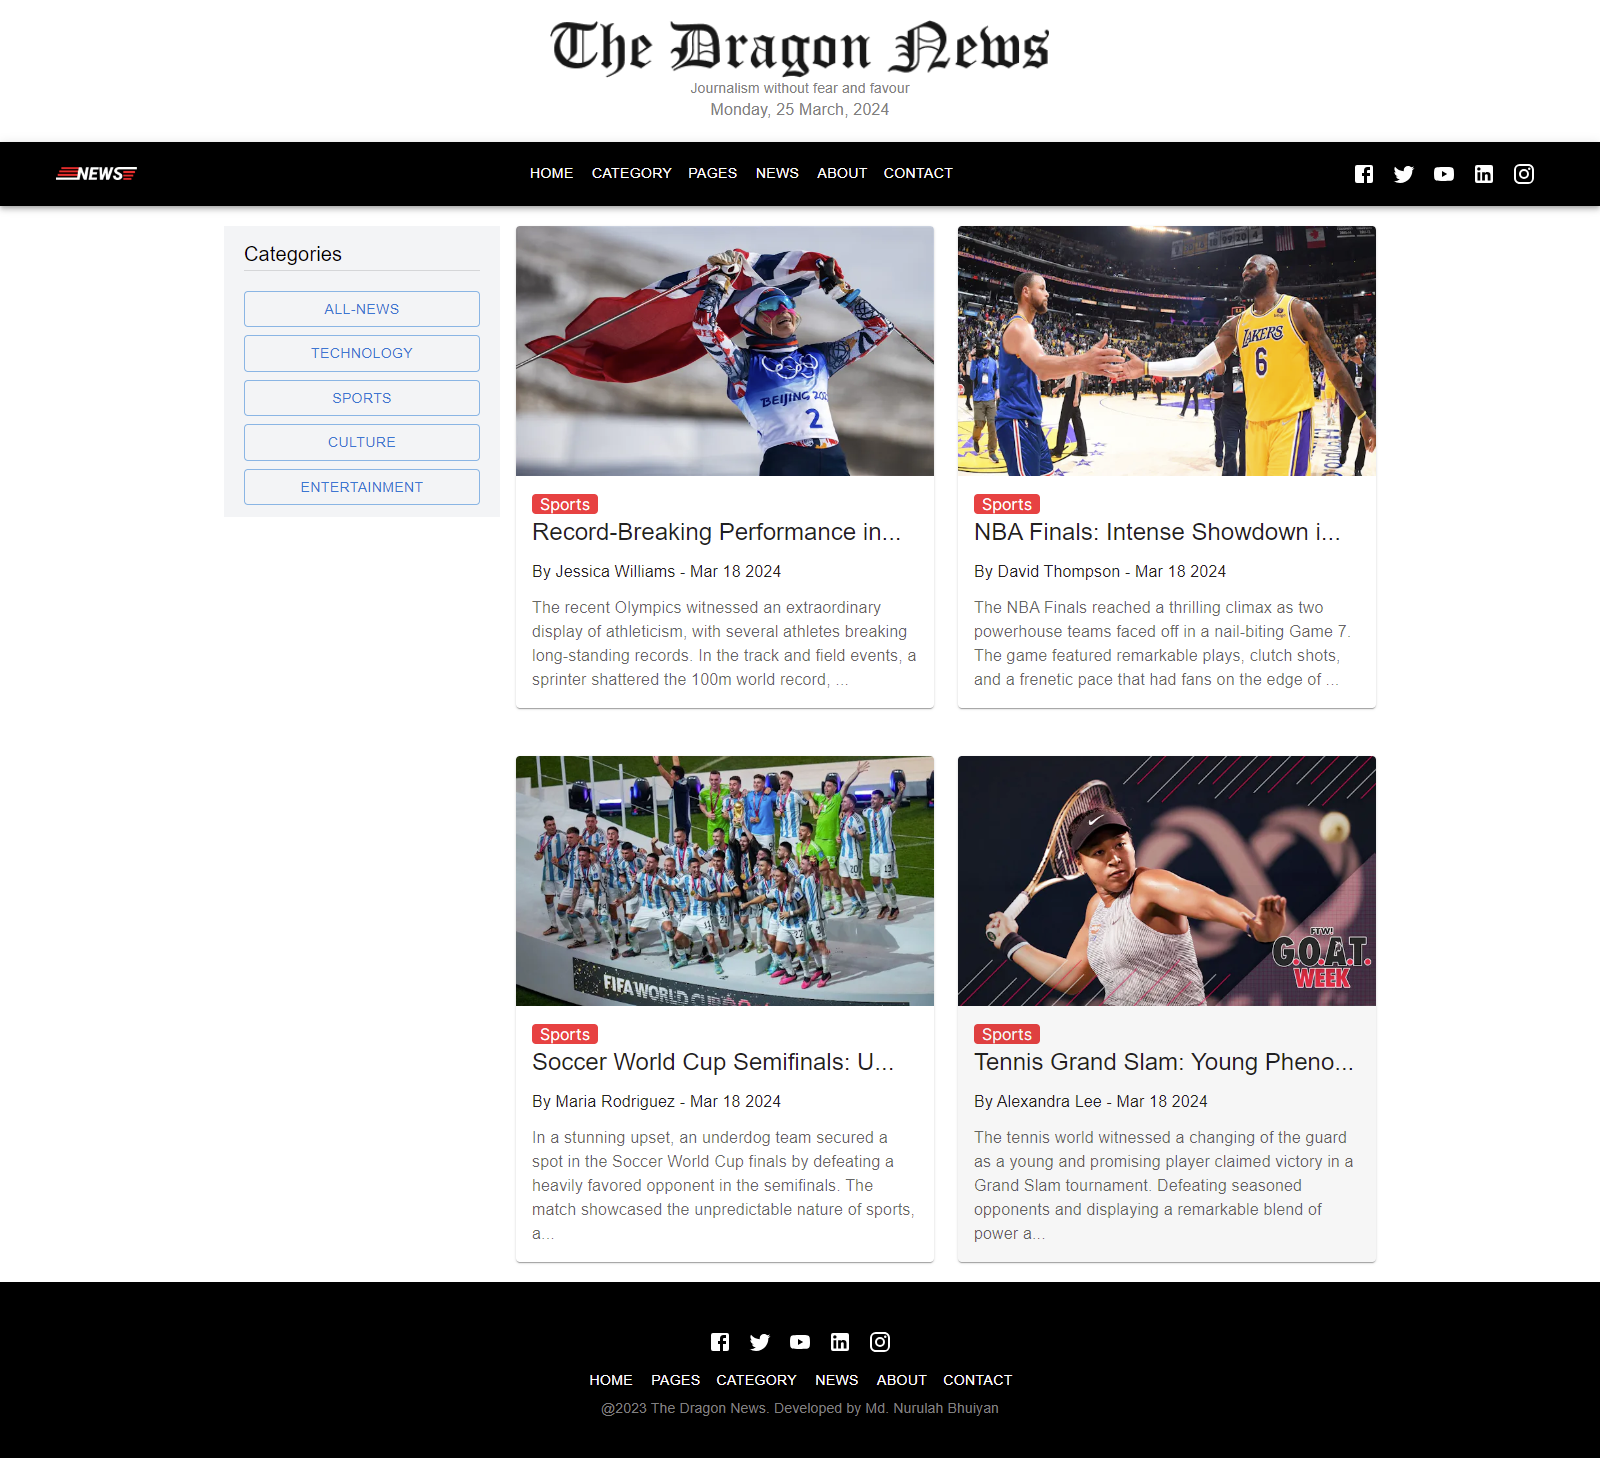 The Dragon News
Journalism without fear and favour
Monday, 25 March, 2024
NEWS
HOME CATEGORY PAGES NEWS ABOUT CONTACT
Categories
ALL-NEWS
TECHNOLOGY
SPORTS
CULTURE
ENTERTAINMENT
BEIJING 202
2
LAKERS
6
Sports
Record-Breaking Performance in...
By Jessica Williams - Mar 18 2024
The recent Olympics witnessed an extraordinary
display of athleticism, with several athletes breaking
long-standing records. In the track and field events, a
sprinter shattered the 100m world record, ...
Sports
NBA Finals: Intense Showdown i...
By David Thompson - Mar 18 2024
The NBA Finals reached a thrilling climax as two
powerhouse teams faced off in a nail-biting Game 7.
The game featured remarkable plays, clutch shots,
and a frenetic pace that had fans on the edge of ...
FIFA WORLD CUP
FTW!
G.O.A.T.
WEEK
Sports
Soccer World Cup Semifinals: U...
By Maria Rodriguez - Mar 18 2024
In a stunning upset, an underdog team secured a
spot in the Soccer World Cup finals by defeating a
heavily favored opponent in the semifinals. The
match showcased the unpredictable nature of sports,
a...
Sports
Tennis Grand Slam: Young Pheno...
By Alexandra Lee - Mar 18 2024
The tennis world witnessed a changing of the guard
as a young and promising player claimed victory in a
Grand Slam tournament. Defeating seasoned
opponents and displaying a remarkable blend of
power a...
HOME PAGES CATEGORY NEWS ABOUT CONTACT
@2023 The Dragon News. Developed by Md. Nurulah Bhuiyan